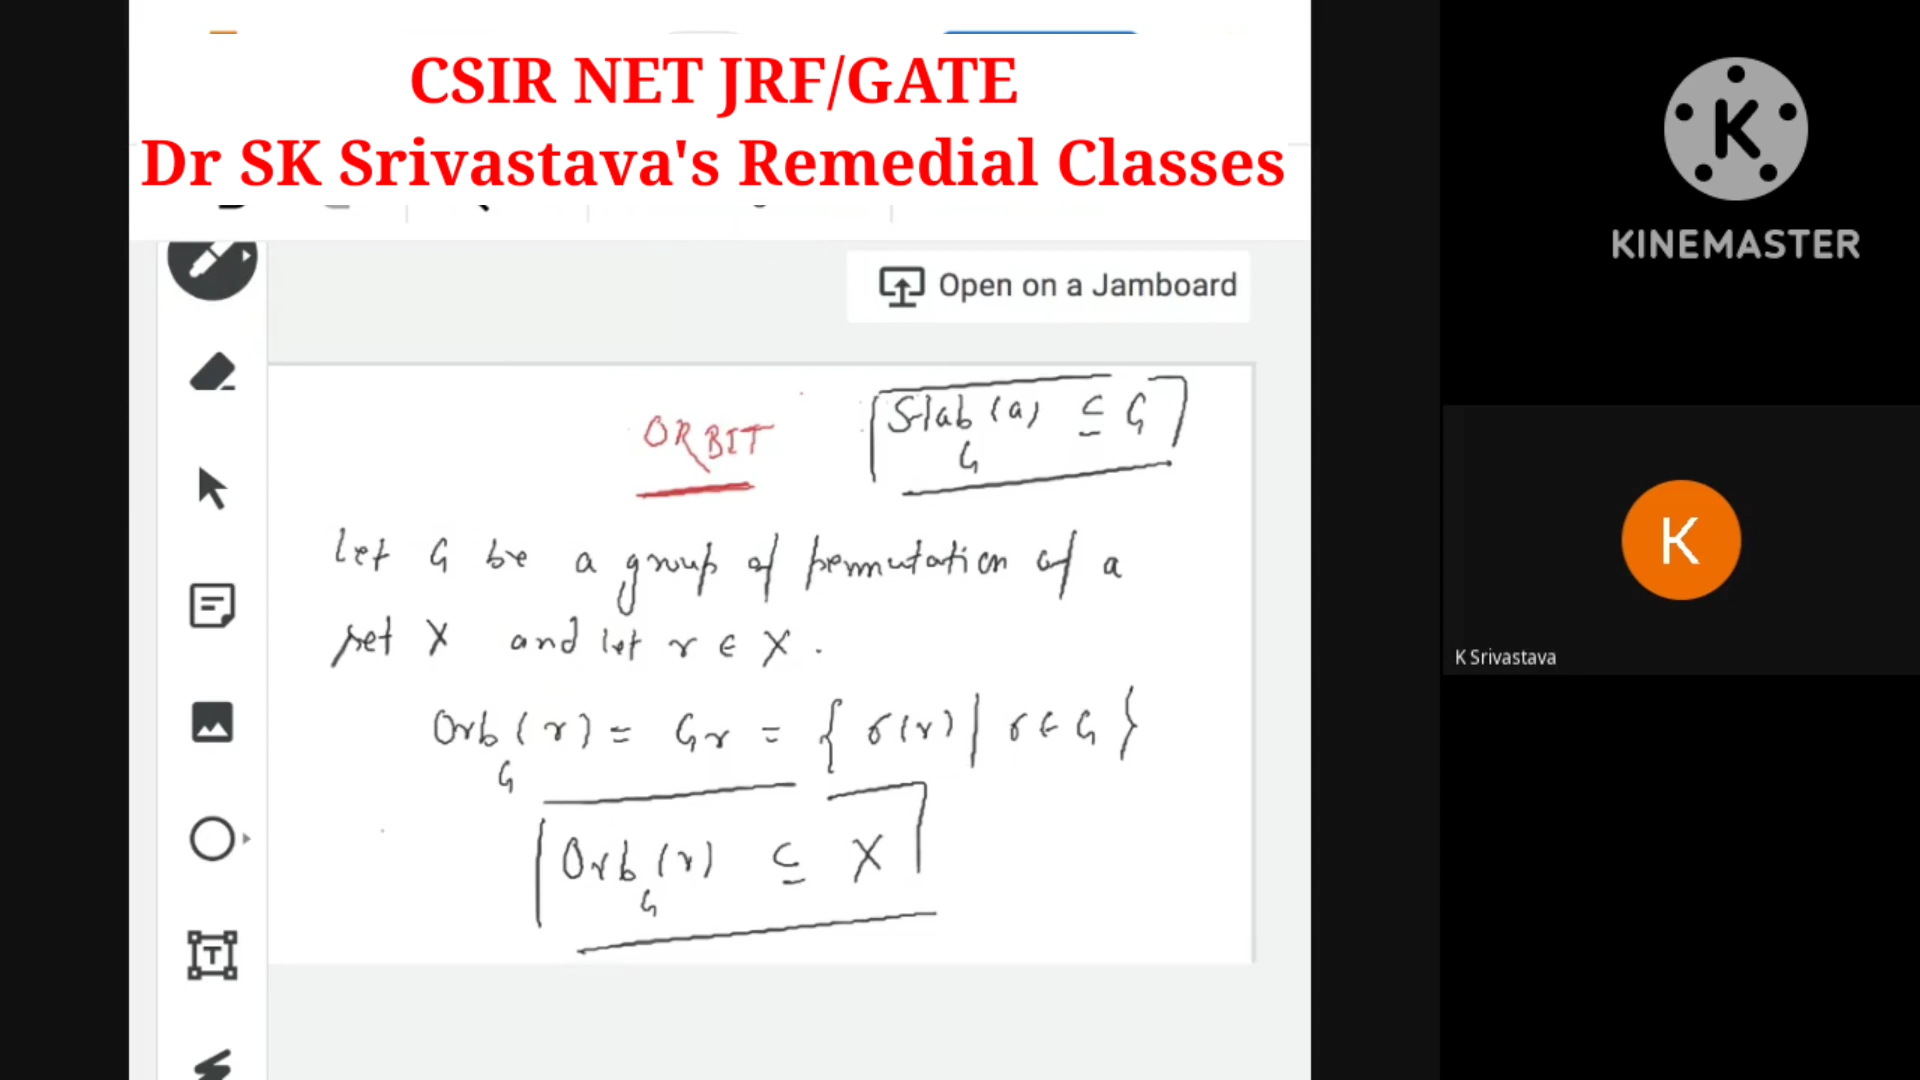 CSIR NET JRF/GATE
Dr SK Srivastava's Remedial Classes
K
KINEMASTER
Open on a Jamboard
ORBIT
Stab (a) ⊆ G
G
let G be a group of permutation of a
set X and let x ∈ X .
Orb (x) = Gx = { σ(x) | σ ∈ G }
G
Orb (x) ⊆ X
G
K
K Srivastava
T